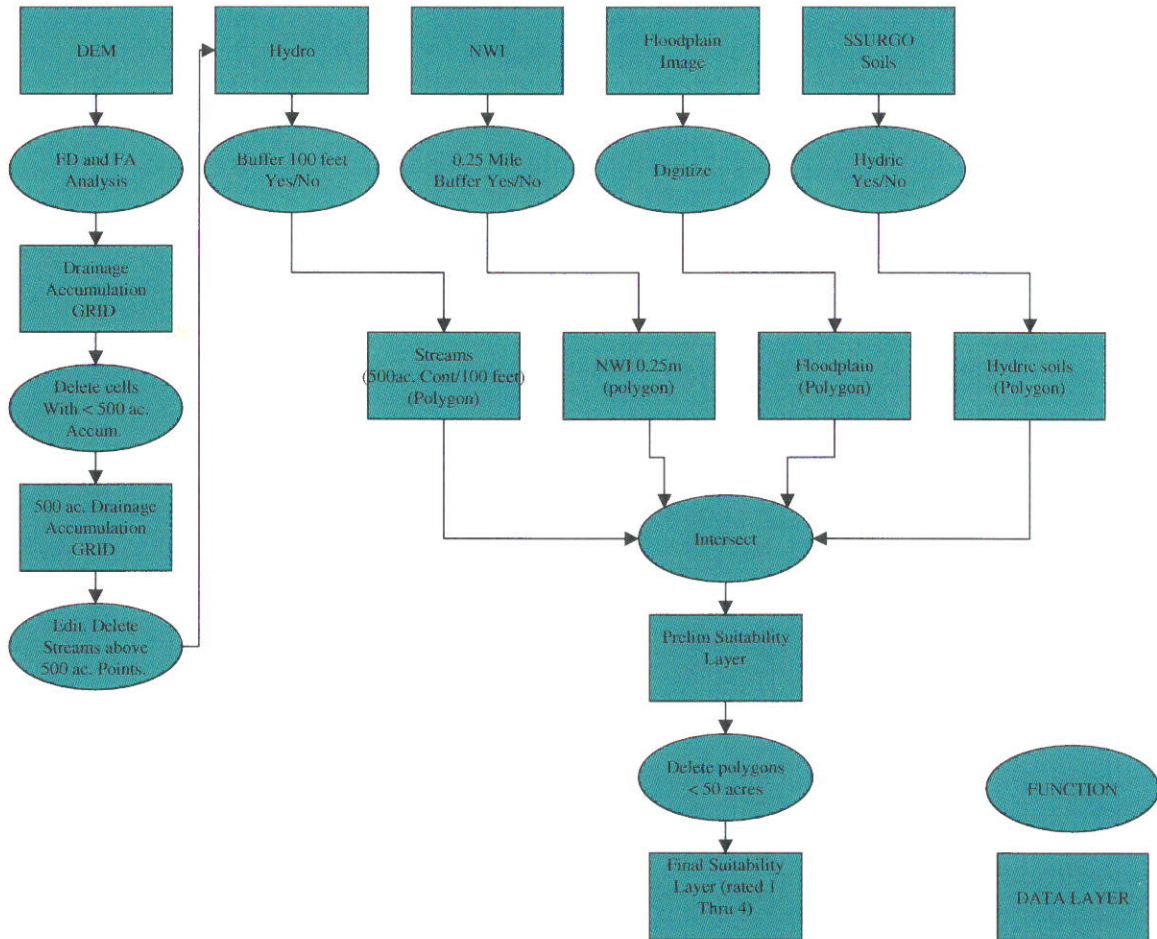 DEM
Hydro
NWI
Floodplain
Image
SSURGO
Soils
FD and FA
Analysis
Buffer 100 feet
Yes/No
0.25 Mile
Buffer Yes/No
Digitize
Hydric
Yes/No
Drainage
Accumulation
GRID
Delete cells
With < 500 ac.
Accum.
500 ac. Drainage
Accumulation
GRID
Edit. Delete
Streams above
500 ac. Points.
Streams
(500ac. Cont/100 feet)
(Polygon)
NWI 0.25m
(polygon)
Floodplain
(Polygon)
Hydric soils
(Polygon)
Intersect
Prelim Suitability
Layer
Delete polygons
< 50 acres
Final Suitability
Layer (rated 1
Thru 4)
FUNCTION
DATA LAYER